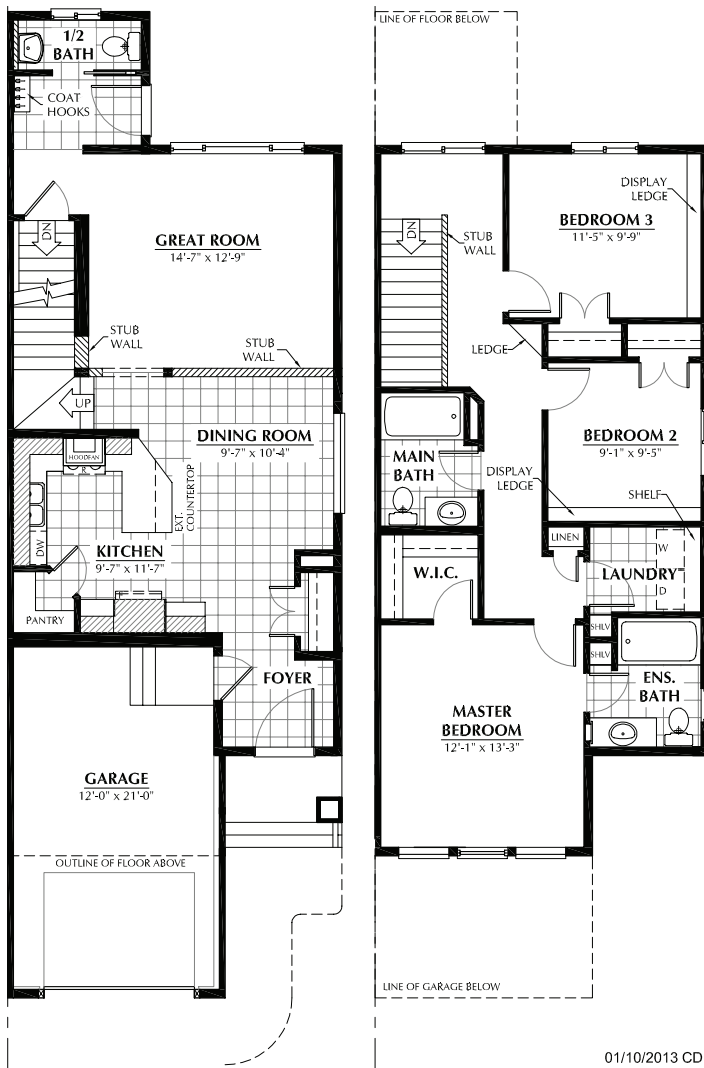 1/2
BATH
COAT
HOOKS
DN
GREAT ROOM
14'-7" x 12'-9"
STUB
WALL
STUB
WALL
UP
DINING ROOM
9'-7" x 10'-4"
HOODFAN
R
EXT.
COUNTERTOP
DW
KITCHEN
9'-7" x 11'-7"
PANTRY
FOYER
GARAGE
12'-0" x 21'-0"
OUTLINE OF FLOOR ABOVE
LINE OF FLOOR BELOW
DISPLAY
LEDGE
BEDROOM 3
11'-5" x 9'-9"
DN
STUB
WALL
LEDGE
BEDROOM 2
9'-1" x 9'-5"
MAIN
BATH
DISPLAY
LEDGE
SHELF
LINEN
W
LAUNDRY
D
W.I.C.
SHLV
SHLV
ENS.
BATH
MASTER
BEDROOM
12'-1" x 13'-3"
LINE OF GARAGE BELOW
01/10/2013 CD